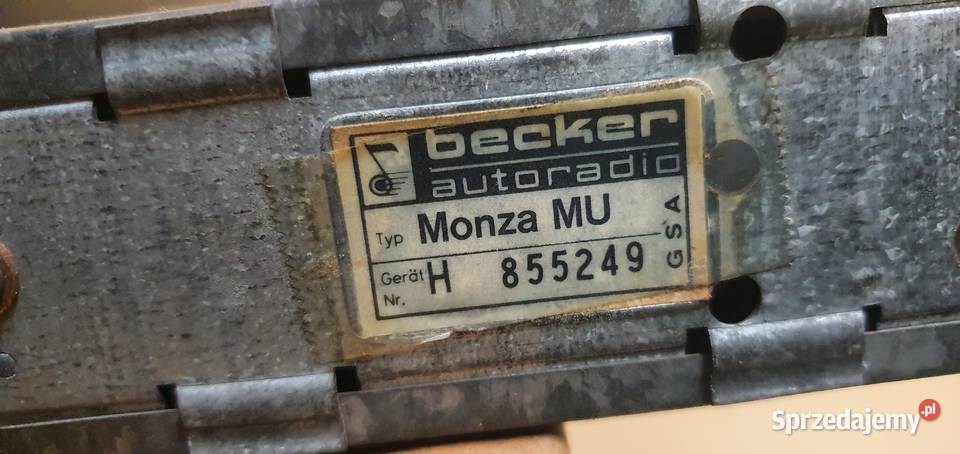 becker
autoradio
Typ Monza MU
Gerät Nr. H 855249
GSA
Sprzedajemy.pl